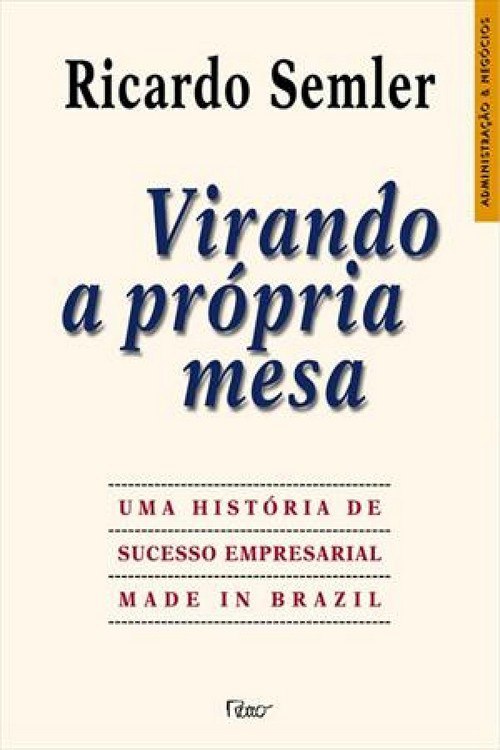 Ricardo Semler
ADMINISTRAÇÃO & NEGÓCIOS
Virando
a própria
mesa
UMA HISTÓRIA DE
SUCESSO EMPRESARIAL
MADE IN BRAZIL
Rocco